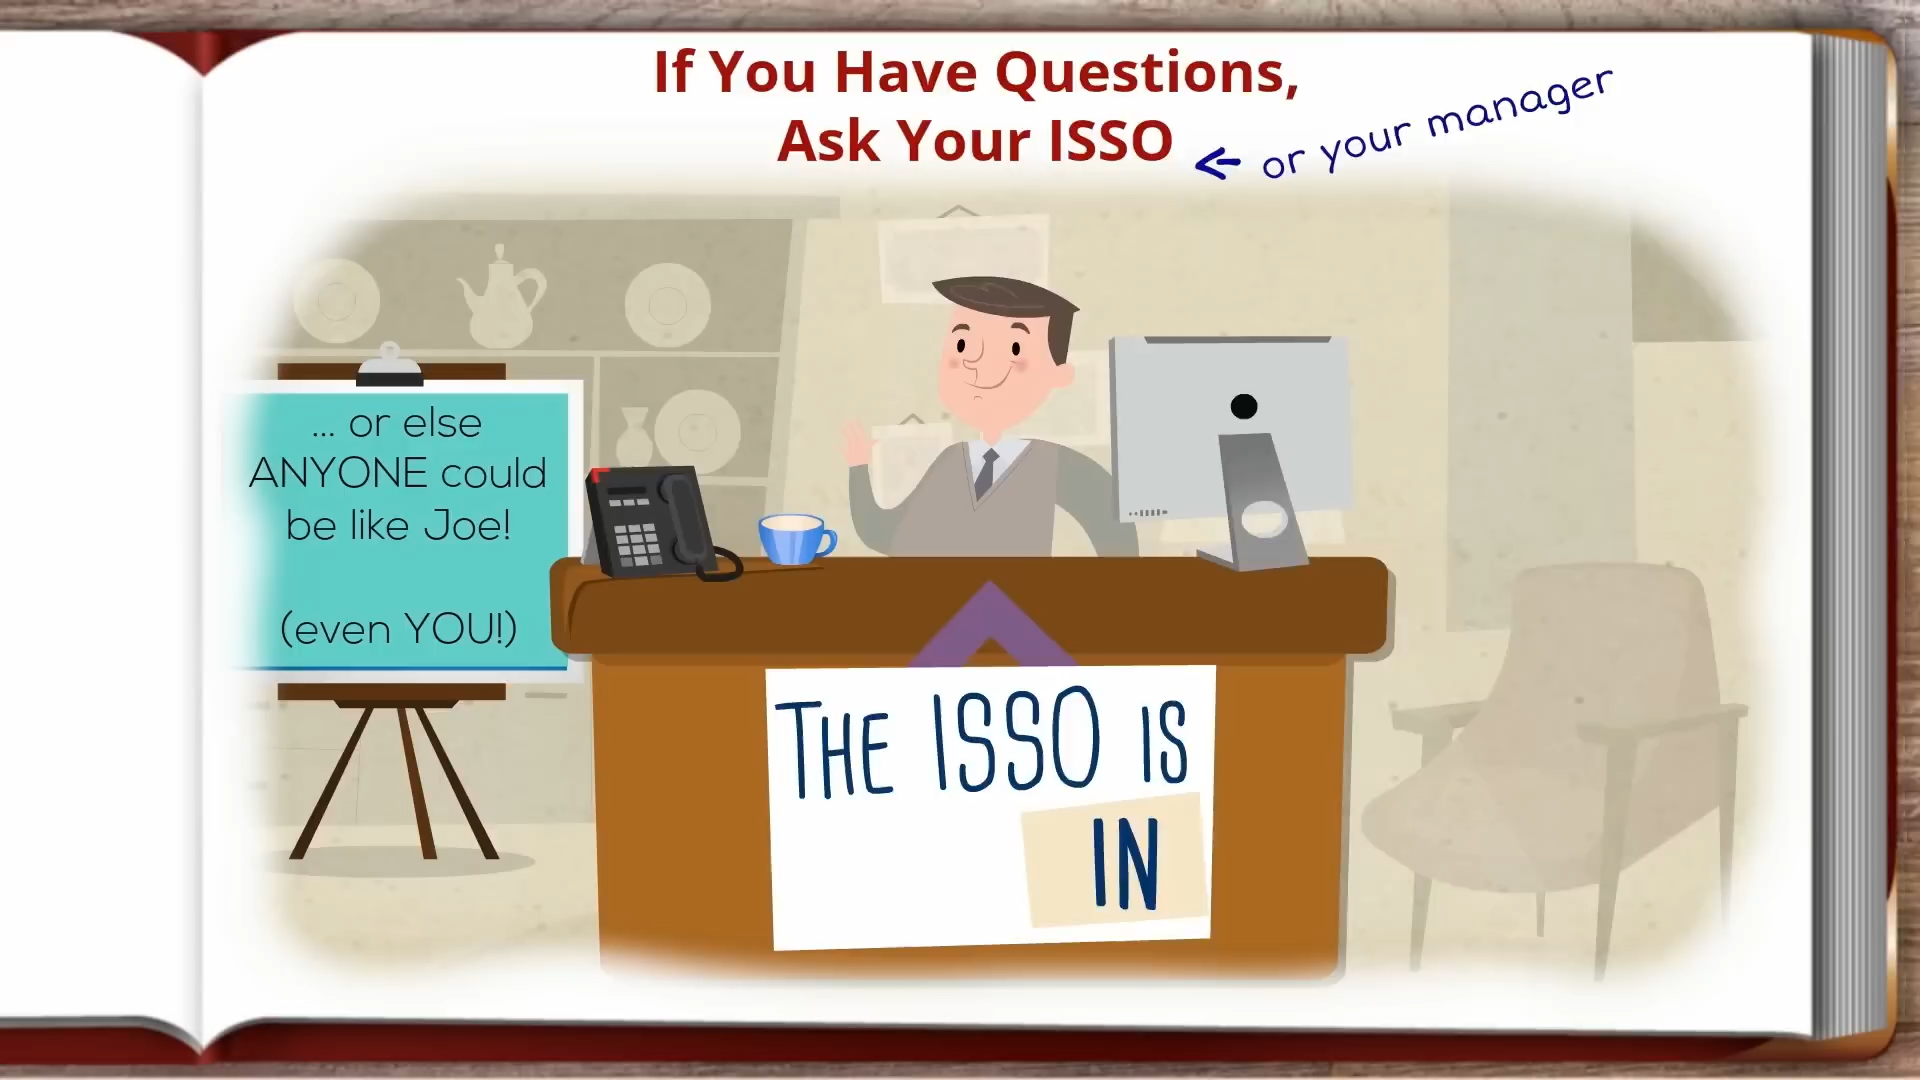 If You Have Questions,
Ask Your ISSO
← or your manager
... or else
ANYONE could
be like Joe!
(even YOU!)
THE ISSO IS
IN